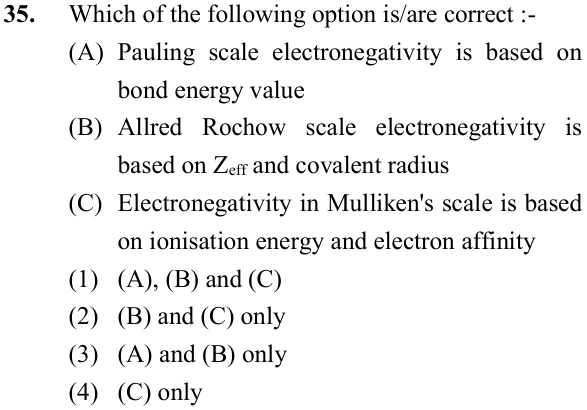 35. Which of the following option is/are correct :-
(A) Pauling scale electronegativity is based on
bond energy value
(B) Allred Rochow scale electronegativity is
based on Zeff and covalent radius
(C) Electronegativity in Mulliken's scale is based
on ionisation energy and electron affinity
(1) (A), (B) and (C)
(2) (B) and (C) only
(3) (A) and (B) only
(4) (C) only